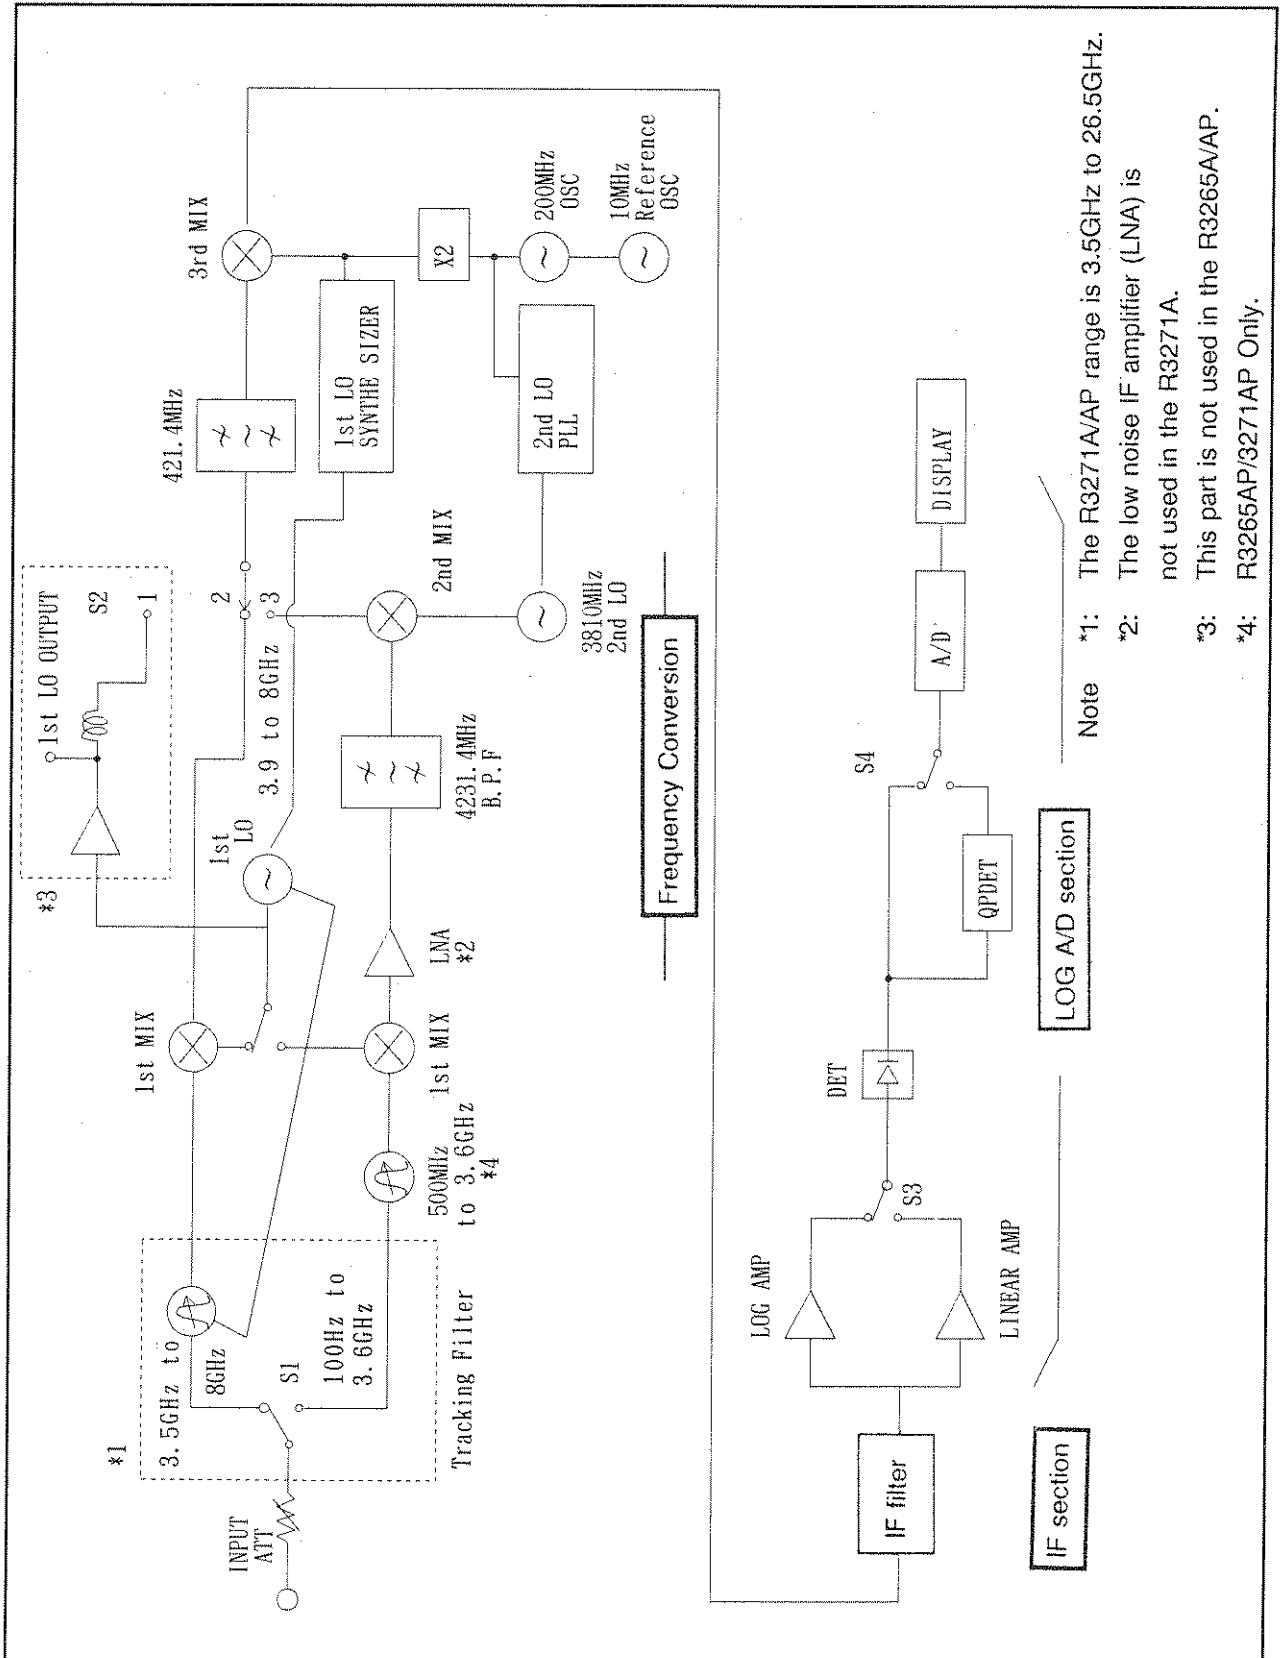 INPUT
ATT
*1
3.5GHz to
8GHz
S1
100Hz to
3.6GHz
Tracking Filter
1st MIX
1st MIX
500MHz
to 3.6GHz
*4
LNA
*2
*3
1st
LO
1st LO OUTPUT
S2
1
2
3
3.9 to 8GHz
4231.4MHz
B.P.F
2nd MIX
3810MHz
2nd LO
421.4MHz
3rd MIX
1st LO
SYNTHE SIZER
X2
2nd LO
PLL
200MHz
OSC
10MHz
Reference
OSC
Frequency Conversion
IF filter
LOG AMP
LINEAR AMP
S3
DET
QPDET
S4
A/D
DISPLAY
IF section
LOG A/D section
Note *1: The R3271A/AP range is 3.5GHz to 26.5GHz.
*2: The low noise IF amplifier (LNA) is
not used in the R3271A.
*3: This part is not used in the R3265A/AP.
*4: R3265AP/3271AP Only.